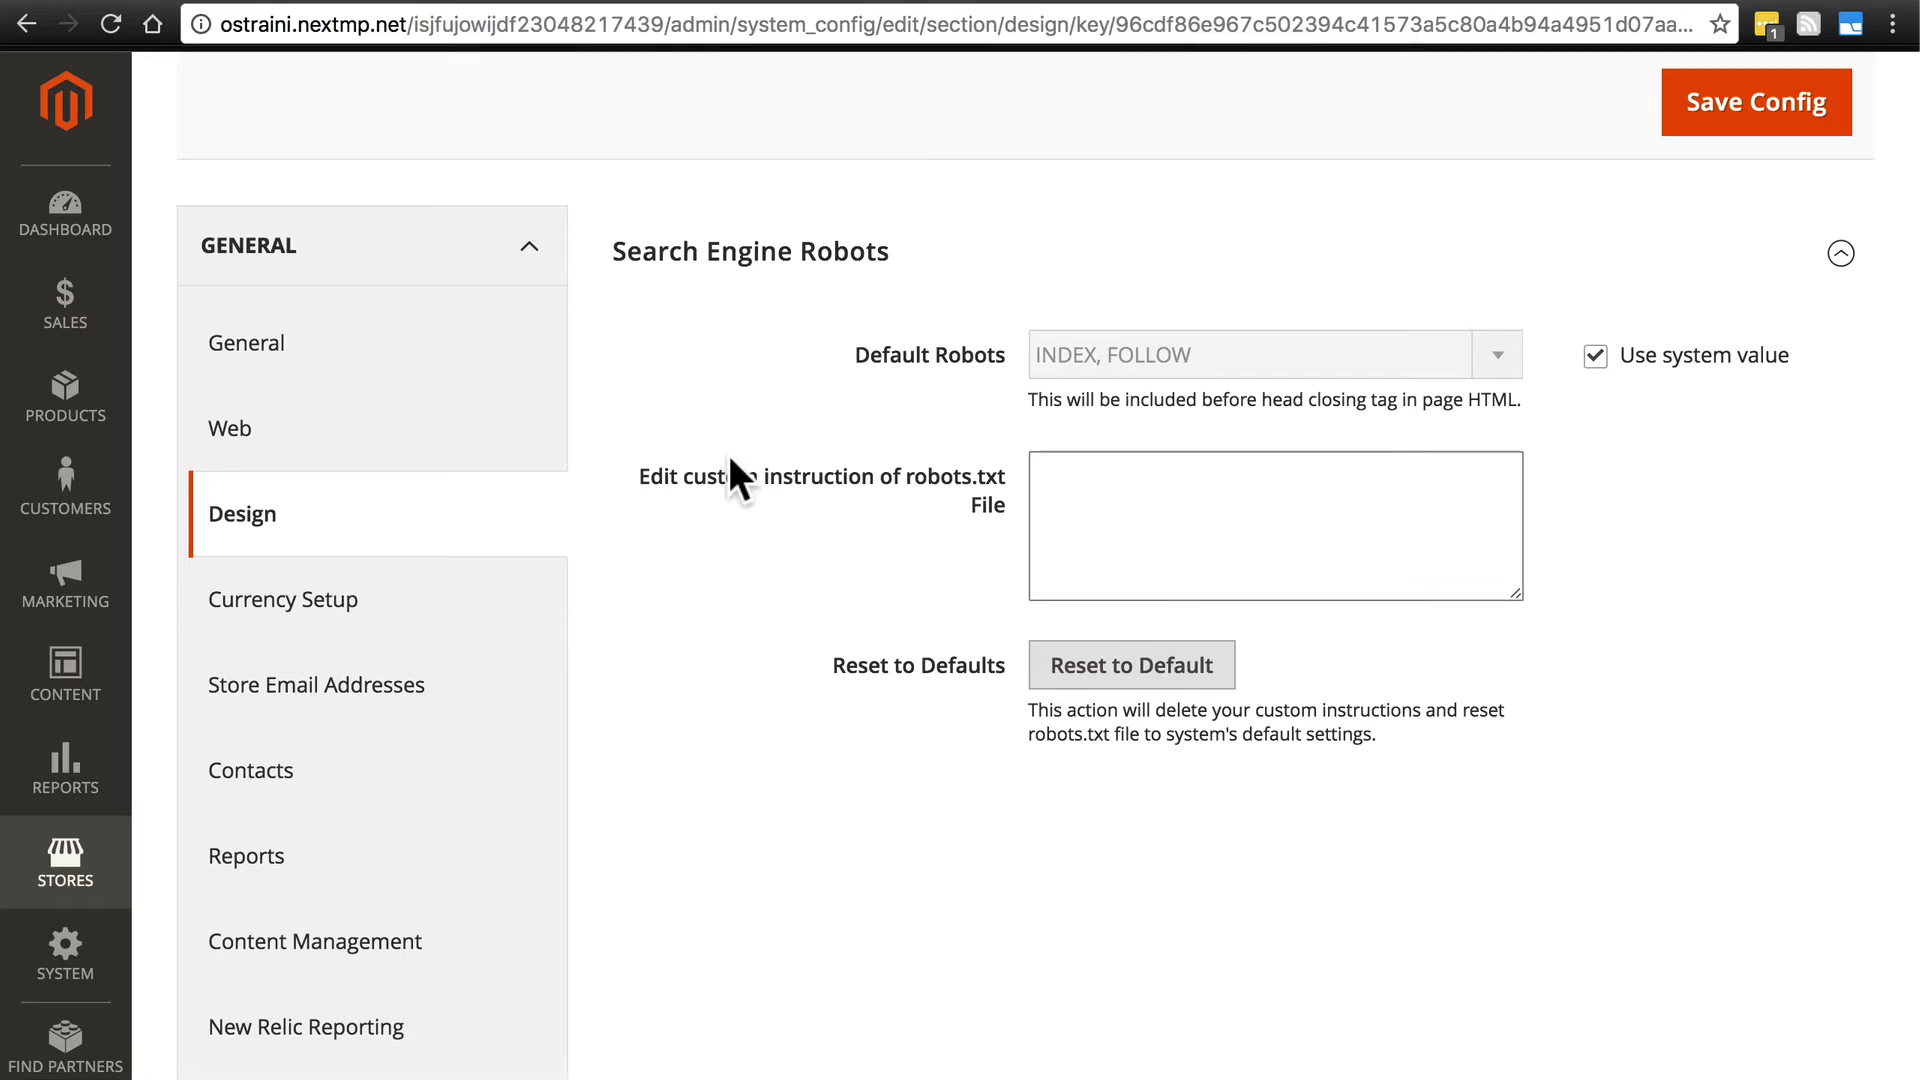 ostraini.nextmp.net/isjfujowijdf23048217439/admin/system_config/edit/section/design/key/96cdf86e967c502394c41573a5c80a4b94a4951d07aa...
1
Save Config
DASHBOARD
SALES
PRODUCTS
CUSTOMERS
MARKETING
CONTENT
REPORTS
STORES
SYSTEM
FIND PARTNERS
GENERAL
General
Web
Design
Currency Setup
Store Email Addresses
Contacts
Reports
Content Management
New Relic Reporting
Search Engine Robots
Default Robots
INDEX, FOLLOW
Use system value
This will be included before head closing tag in page HTML.
Edit custom instruction of robots.txt
File
Reset to Defaults
Reset to Default
This action will delete your custom instructions and reset
robots.txt file to system's default settings.